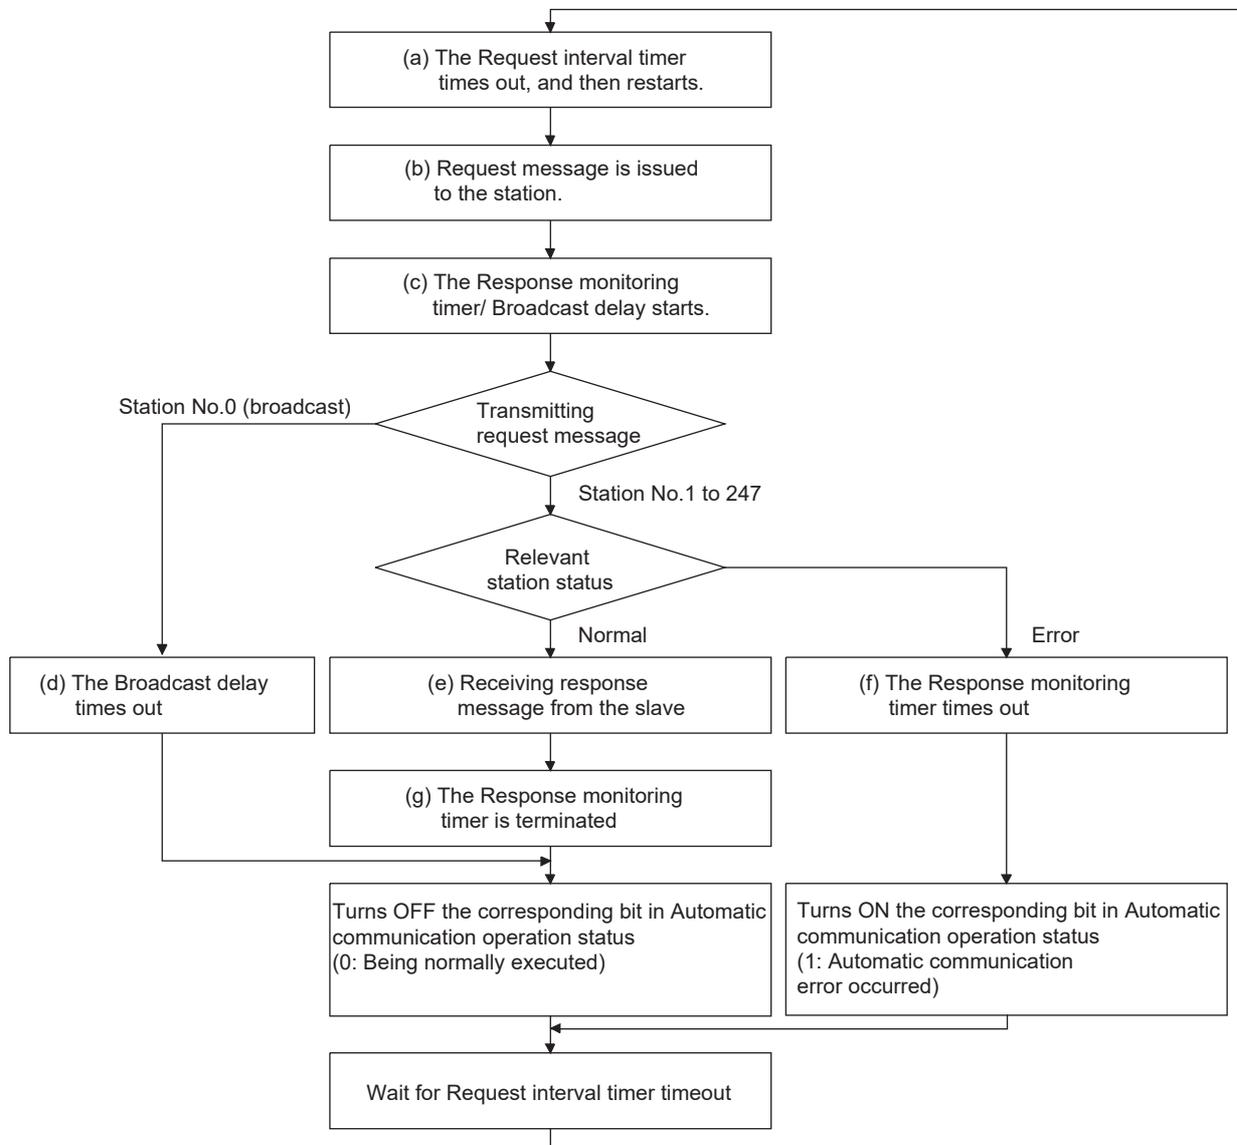 (a) The Request interval timer
times out, and then restarts.
(b) Request message is issued
to the station.
(c) The Response monitoring
timer/ Broadcast delay starts.
Station No.0 (broadcast)
Transmitting
request message
Station No.1 to 247
Relevant
station status
Normal
Error
(d) The Broadcast delay
times out
(e) Receiving response
message from the slave
(f) The Response monitoring
timer times out
(g) The Response monitoring
timer is terminated
Turns OFF the corresponding bit in Automatic
communication operation status
(0: Being normally executed)
Turns ON the corresponding bit in Automatic
communication operation status
(1: Automatic communication
error occurred)
Wait for Request interval timer timeout